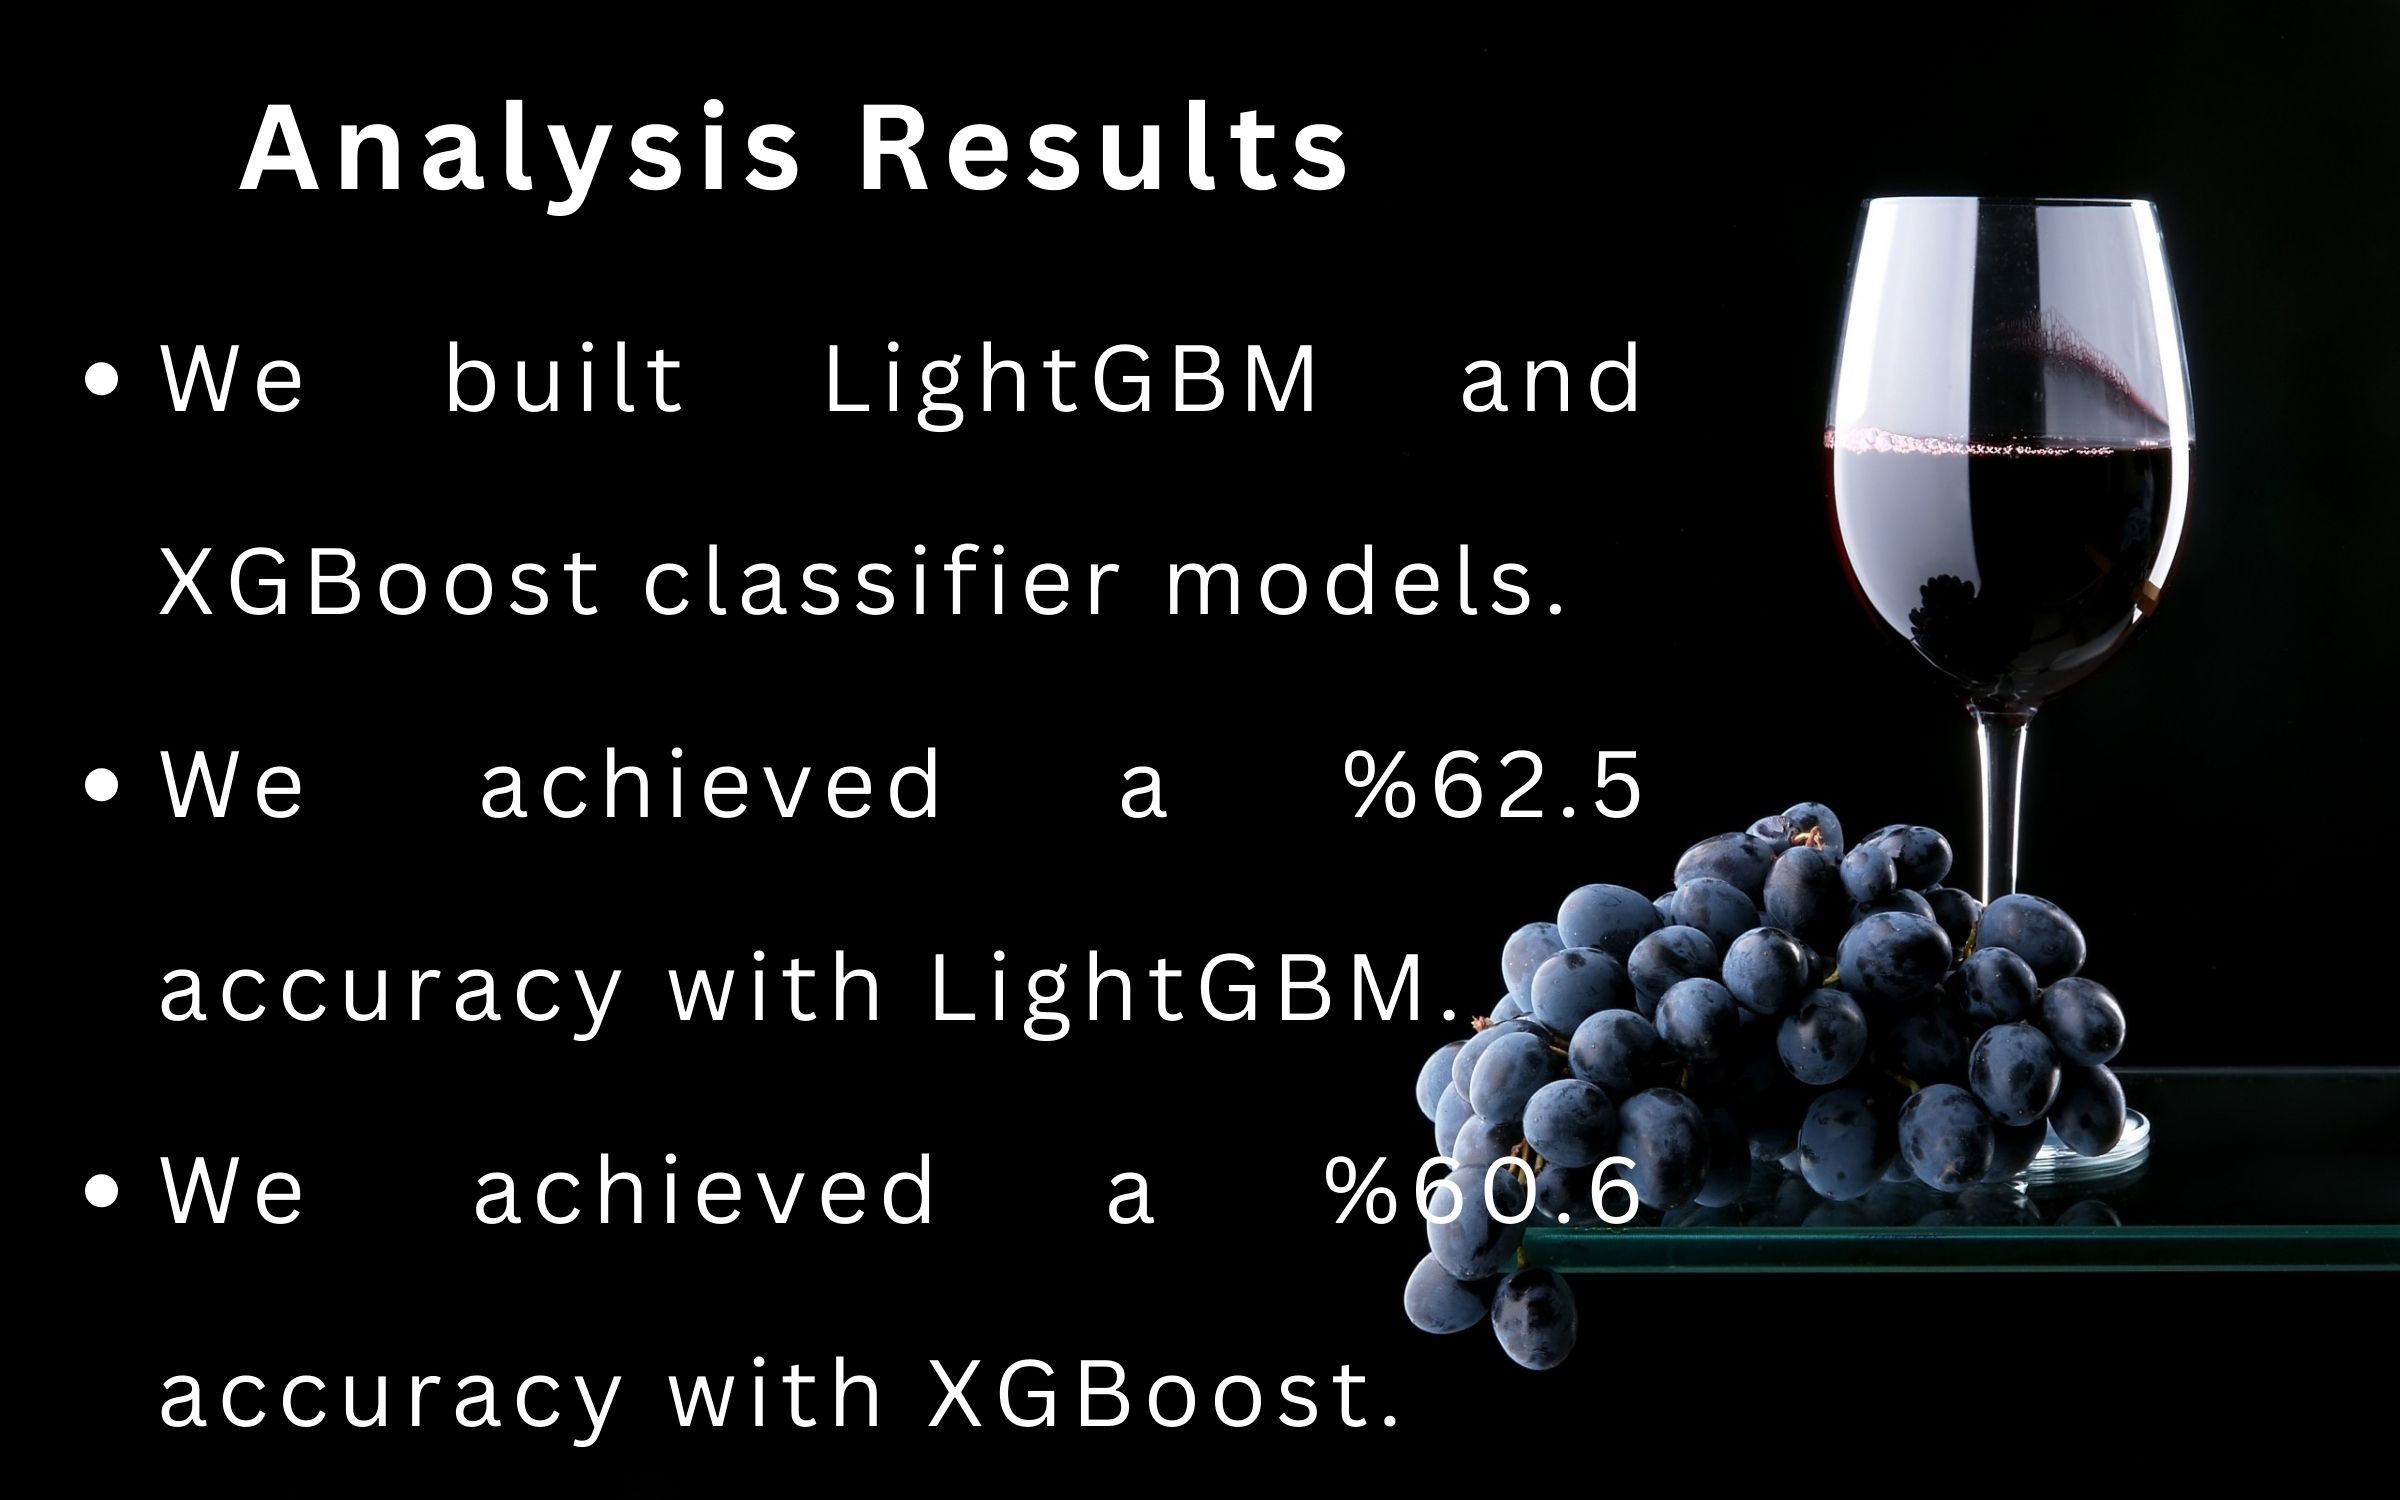 Analysis Results
• We built LightGBM and
XGBoost classifier models.
• We achieved a %62.5
accuracy with LightGBM.
• We achieved a %60.6
accuracy with XGBoost.